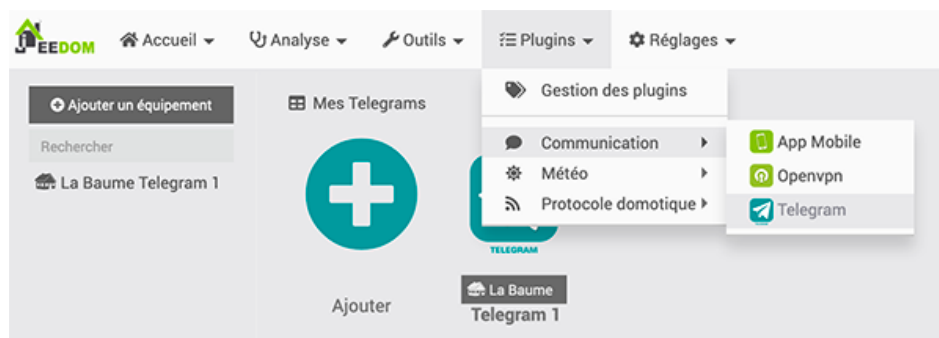 JEEDOM Accueil Analyse Outils Plugins Réglages
Ajouter un équipement
Rechercher
La Baume Telegram 1
Mes Telegrams
Ajouter
TELEGRAM
La Baume
Telegram 1
Gestion des plugins
Communication
Météo
Protocole domotique
App Mobile
Openvpn
Telegram